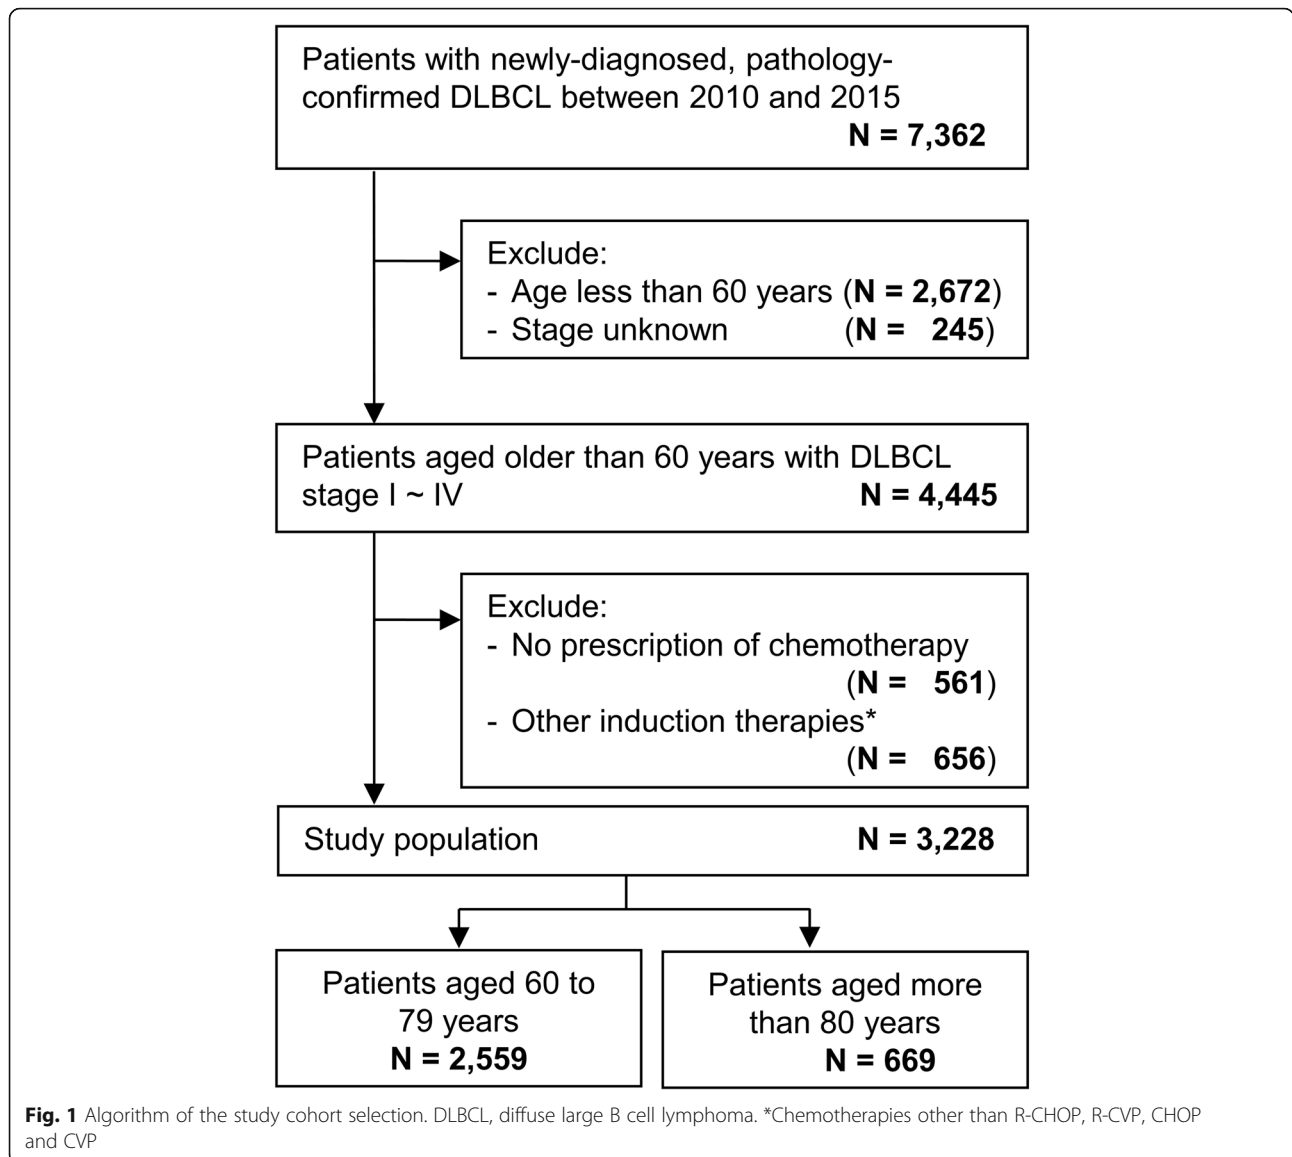 Patients with newly-diagnosed, pathology-
confirmed DLBCL between 2010 and 2015
N = 7,362
Exclude:
- Age less than 60 years (N = 2,672)
- Stage unknown (N = 245)
Patients aged older than 60 years with DLBCL
stage I ~ IV N = 4,445
Exclude:
- No prescription of chemotherapy
(N = 561)
- Other induction therapies*
(N = 656)
Study population N = 3,228
Patients aged 60 to
79 years
N = 2,559
Patients aged more
than 80 years
N = 669
Fig. 1 Algorithm of the study cohort selection. DLBCL, diffuse large B cell lymphoma. *Chemotherapies other than R-CHOP, R-CVP, CHOP
and CVP